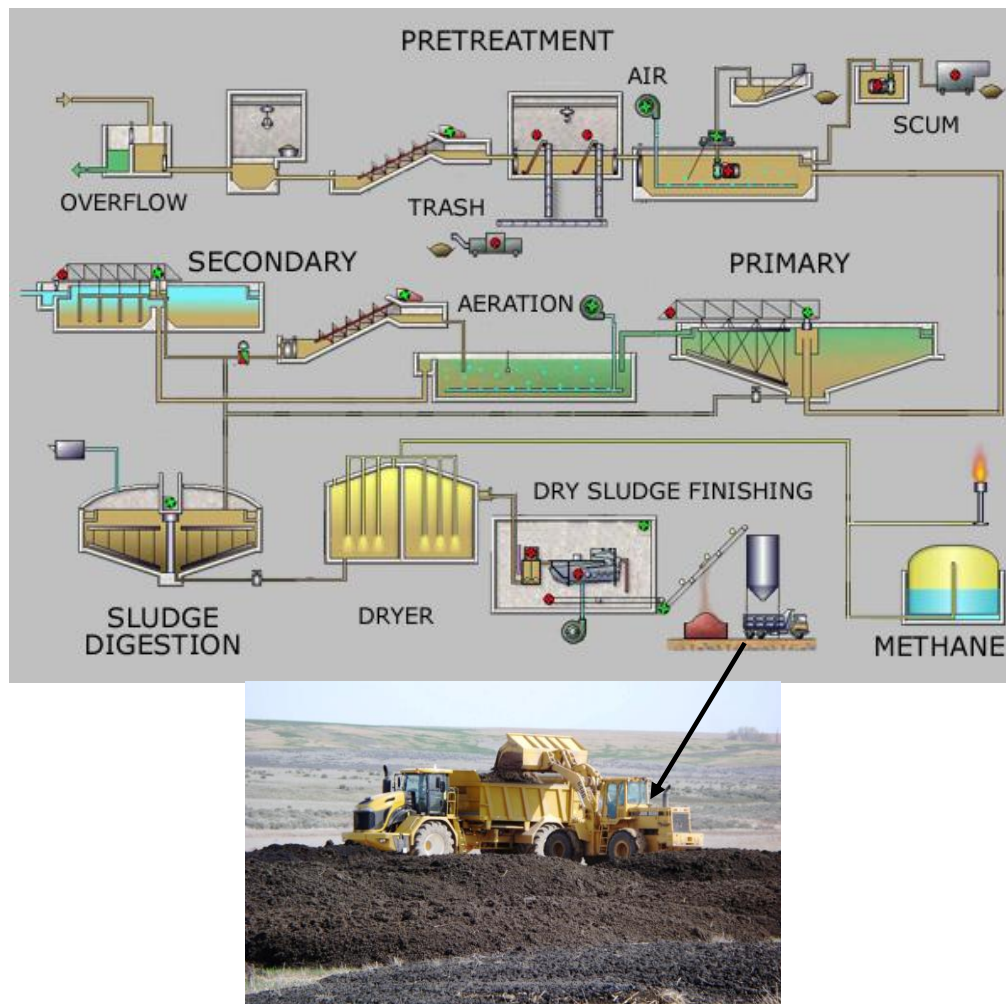 PRETREATMENT
AIR
SCUM
OVERFLOW
TRASH
SECONDARY
PRIMARY
AERATION
DRY SLUDGE FINISHING
SLUDGE
DIGESTION
DRYER
METHANE